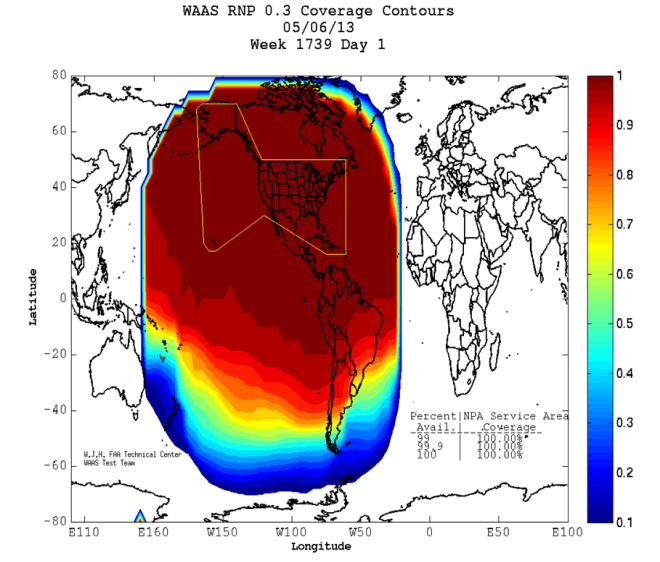 WAAS RNP 0.3 Coverage Contours
05/06/13
Week 1739 Day 1
80
60
40
20
0
-20
-40
-60
-80
Latitude
E110
E160
W150
W100
W50
0
E50
E100
Longitude
1
0.9
0.8
0.7
0.6
0.5
0.4
0.3
0.2
0.1
Percent|NPA Service Area
Avail.| Coverage
99 | 100.00%
99.9 | 100.00%
100 | 100.00%
W.J.H. FAA Technical Center
WAAS Test Team